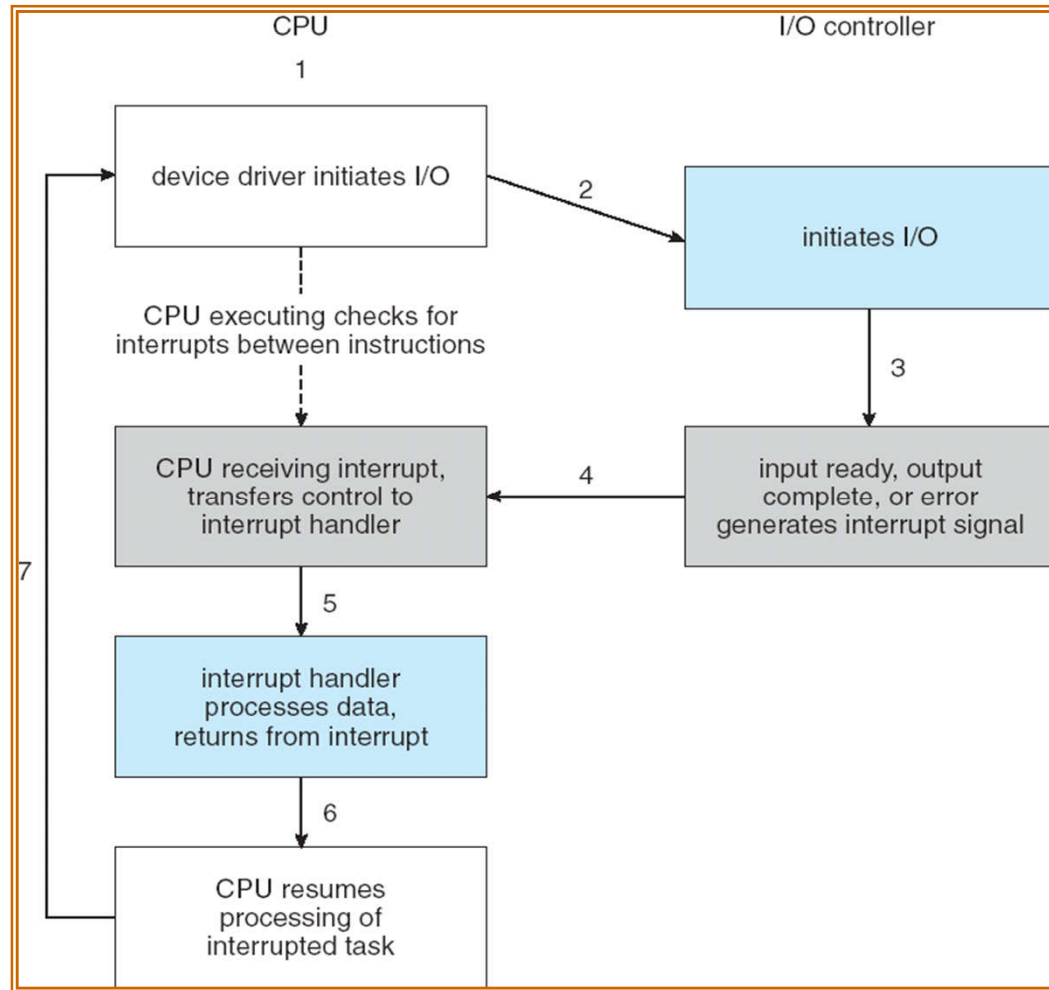 CPU
I/O controller
1
device driver initiates I/O
2
initiates I/O
CPU executing checks for
interrupts between instructions
3
CPU receiving interrupt,
transfers control to
interrupt handler
4
input ready, output
complete, or error
generates interrupt signal
7
5
interrupt handler
processes data,
returns from interrupt
6
CPU resumes
processing of
interrupted task